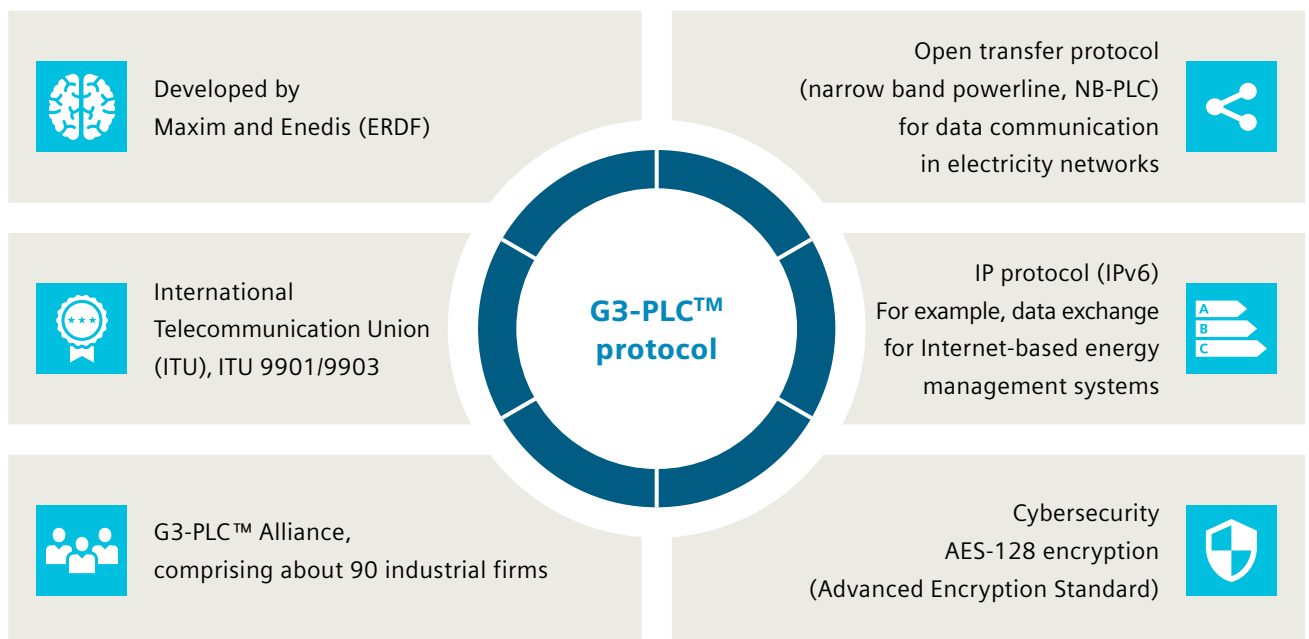 Developed by
Maxim and Enedis (ERDF)
Open transfer protocol
(narrow band powerline, NB-PLC)
for data communication
in electricity networks
International
Telecommunication Union
(ITU), ITU 9901/9903
G3-PLC™
protocol
IP protocol (IPv6)
For example, data exchange
for Internet-based energy
management systems
A
B
C
G3-PLC™ Alliance,
comprising about 90 industrial firms
Cybersecurity
AES-128 encryption
(Advanced Encryption Standard)